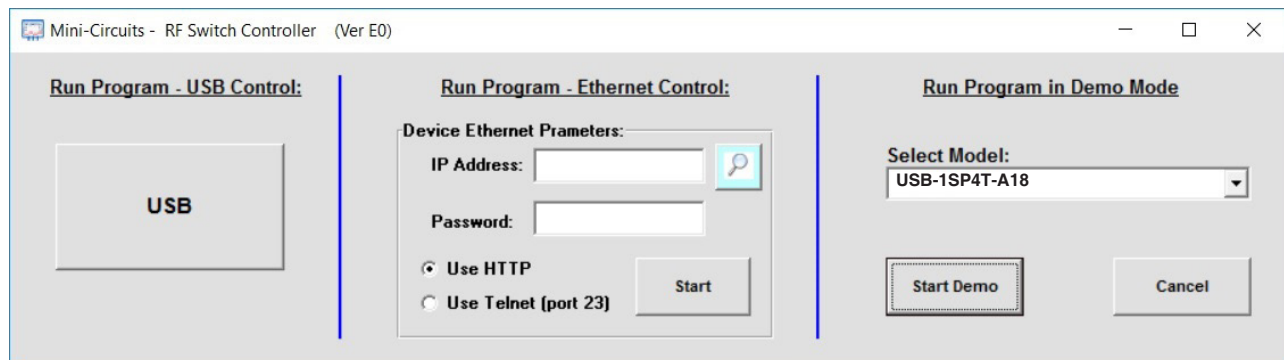 Mini-Circuits - RF Switch Controller (Ver E0)
Run Program - USB Control:
USB
Run Program - Ethernet Control:
Device Ethernet Prameters:
IP Address:
Password:
Use HTTP
Use Telnet (port 23)
Start
Run Program in Demo Mode
Select Model:
USB-1SP4T-A18
Start Demo
Cancel